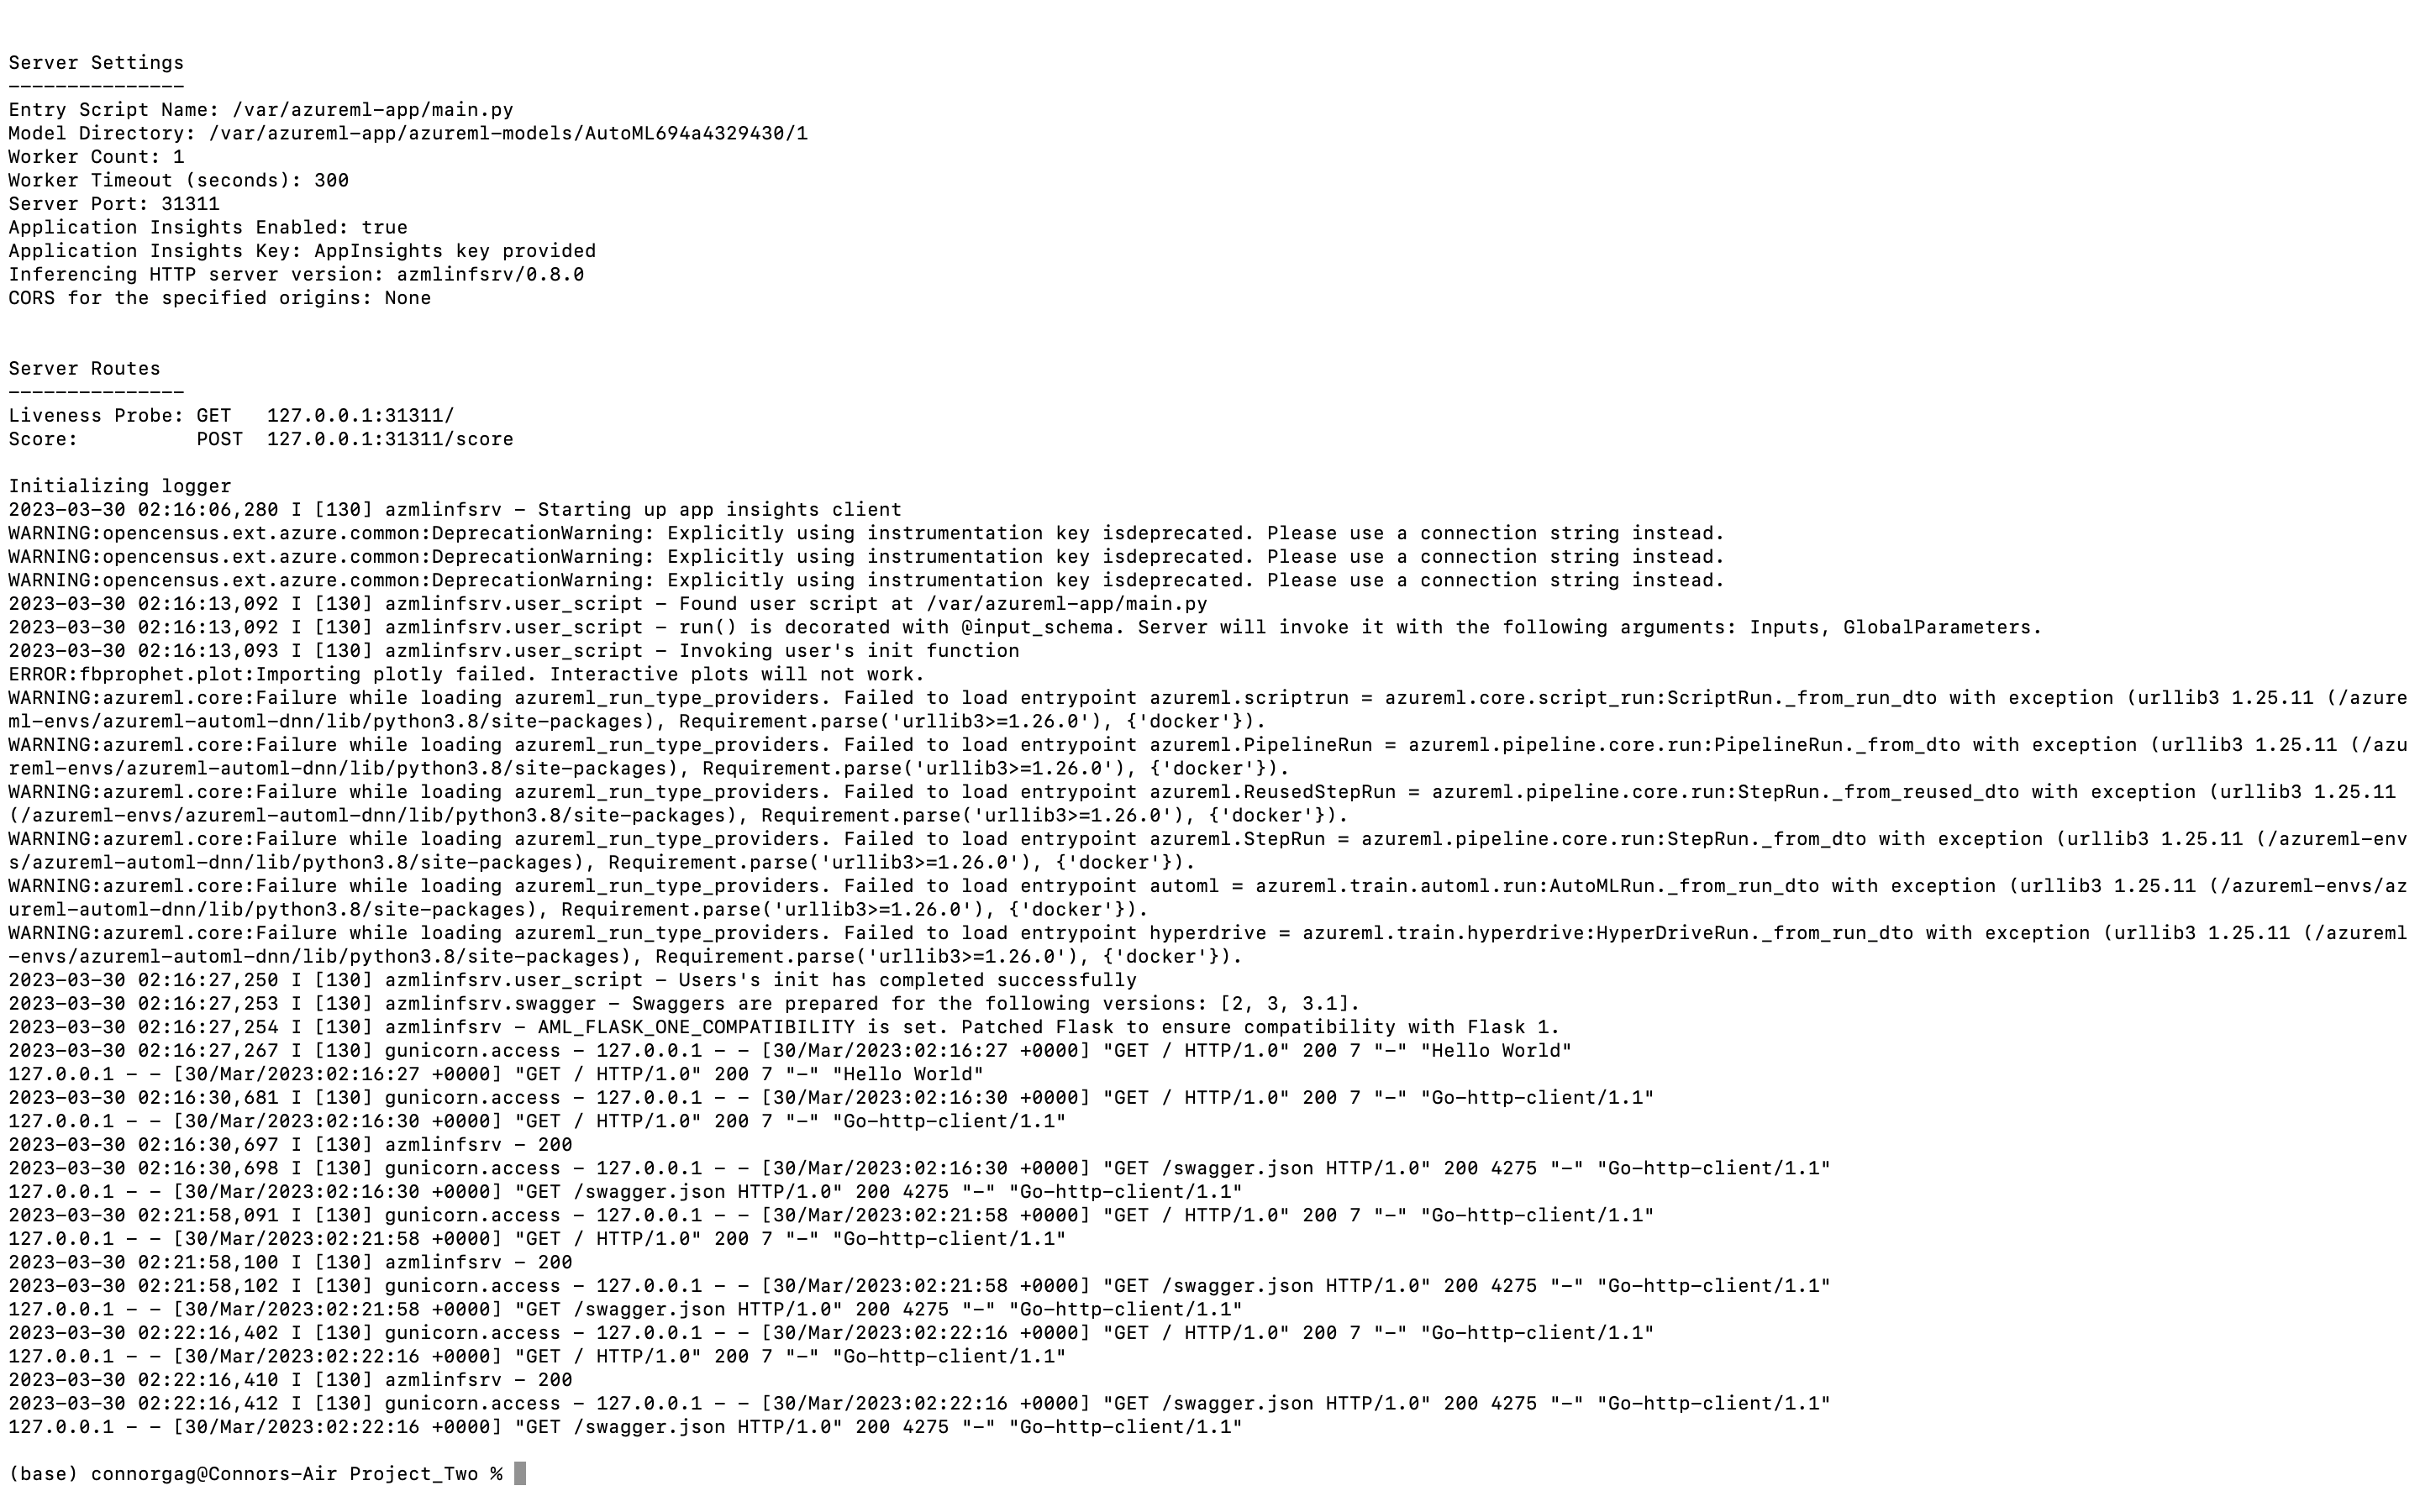 Server Settings
---------------
Entry Script Name: /var/azureml-app/main.py
Model Directory: /var/azureml-app/azureml-models/AutoML694a4329430/1
Worker Count: 1
Worker Timeout (seconds): 300
Server Port: 31311
Application Insights Enabled: true
Application Insights Key: AppInsights key provided
Inferencing HTTP server version: azmlinfsrv/0.8.0
CORS for the specified origins: None
Server Routes
---------------
Liveness Probe: GET   127.0.0.1:31311/
Score:          POST  127.0.0.1:31311/score
Initializing logger
2023-03-30 02:16:06,280 I [130] azmlinfsrv - Starting up app insights client
WARNING:opencensus.ext.azure.common:DeprecationWarning: Explicitly using instrumentation key isdeprecated. Please use a connection string instead.
WARNING:opencensus.ext.azure.common:DeprecationWarning: Explicitly using instrumentation key isdeprecated. Please use a connection string instead.
WARNING:opencensus.ext.azure.common:DeprecationWarning: Explicitly using instrumentation key isdeprecated. Please use a connection string instead.
2023-03-30 02:16:13,092 I [130] azmlinfsrv.user_script - Found user script at /var/azureml-app/main.py
2023-03-30 02:16:13,092 I [130] azmlinfsrv.user_script - run() is decorated with @input_schema. Server will invoke it with the following arguments: Inputs, GlobalParameters.
2023-03-30 02:16:13,093 I [130] azmlinfsrv.user_script - Invoking user's init function
ERROR:fbprophet.plot:Importing plotly failed. Interactive plots will not work.
WARNING:azureml.core:Failure while loading azureml_run_type_providers. Failed to load entrypoint azureml.scriptrun = azureml.core.script_run:ScriptRun._from_run_dto with exception (urllib3 1.25.11 (/azure
ml-envs/azureml-automl-dnn/lib/python3.8/site-packages), Requirement.parse('urllib3>=1.26.0'), {'docker'}).
WARNING:azureml.core:Failure while loading azureml_run_type_providers. Failed to load entrypoint azureml.PipelineRun = azureml.pipeline.core.run:PipelineRun._from_dto with exception (urllib3 1.25.11 (/azu
reml-envs/azureml-automl-dnn/lib/python3.8/site-packages), Requirement.parse('urllib3>=1.26.0'), {'docker'}).
WARNING:azureml.core:Failure while loading azureml_run_type_providers. Failed to load entrypoint azureml.ReusedStepRun = azureml.pipeline.core.run:StepRun._from_reused_dto with exception (urllib3 1.25.11
(/azureml-envs/azureml-automl-dnn/lib/python3.8/site-packages), Requirement.parse('urllib3>=1.26.0'), {'docker'}).
WARNING:azureml.core:Failure while loading azureml_run_type_providers. Failed to load entrypoint azureml.StepRun = azureml.pipeline.core.run:StepRun._from_dto with exception (urllib3 1.25.11 (/azureml-env
s/azureml-automl-dnn/lib/python3.8/site-packages), Requirement.parse('urllib3>=1.26.0'), {'docker'}).
WARNING:azureml.core:Failure while loading azureml_run_type_providers. Failed to load entrypoint automl = azureml.train.automl.run:AutoMLRun._from_run_dto with exception (urllib3 1.25.11 (/azureml-envs/az
ureml-automl-dnn/lib/python3.8/site-packages), Requirement.parse('urllib3>=1.26.0'), {'docker'}).
WARNING:azureml.core:Failure while loading azureml_run_type_providers. Failed to load entrypoint hyperdrive = azureml.train.hyperdrive:HyperDriveRun._from_run_dto with exception (urllib3 1.25.11 (/azureml
-envs/azureml-automl-dnn/lib/python3.8/site-packages), Requirement.parse('urllib3>=1.26.0'), {'docker'}).
2023-03-30 02:16:27,250 I [130] azmlinfsrv.user_script - Users's init has completed successfully
2023-03-30 02:16:27,253 I [130] azmlinfsrv.swagger - Swaggers are prepared for the following versions: [2, 3, 3.1].
2023-03-30 02:16:27,254 I [130] azmlinfsrv - AML_FLASK_ONE_COMPATIBILITY is set. Patched Flask to ensure compatibility with Flask 1.
2023-03-30 02:16:27,267 I [130] gunicorn.access - 127.0.0.1 - - [30/Mar/2023:02:16:27 +0000] "GET / HTTP/1.0" 200 7 "-" "Hello World"
127.0.0.1 - - [30/Mar/2023:02:16:27 +0000] "GET / HTTP/1.0" 200 7 "-" "Hello World"
2023-03-30 02:16:30,681 I [130] gunicorn.access - 127.0.0.1 - - [30/Mar/2023:02:16:30 +0000] "GET / HTTP/1.0" 200 7 "-" "Go-http-client/1.1"
127.0.0.1 - - [30/Mar/2023:02:16:30 +0000] "GET / HTTP/1.0" 200 7 "-" "Go-http-client/1.1"
2023-03-30 02:16:30,697 I [130] azmlinfsrv - 200
2023-03-30 02:16:30,698 I [130] gunicorn.access - 127.0.0.1 - - [30/Mar/2023:02:16:30 +0000] "GET /swagger.json HTTP/1.0" 200 4275 "-" "Go-http-client/1.1"
127.0.0.1 - - [30/Mar/2023:02:16:30 +0000] "GET /swagger.json HTTP/1.0" 200 4275 "-" "Go-http-client/1.1"
2023-03-30 02:21:58,091 I [130] gunicorn.access - 127.0.0.1 - - [30/Mar/2023:02:21:58 +0000] "GET / HTTP/1.0" 200 7 "-" "Go-http-client/1.1"
127.0.0.1 - - [30/Mar/2023:02:21:58 +0000] "GET / HTTP/1.0" 200 7 "-" "Go-http-client/1.1"
2023-03-30 02:21:58,100 I [130] azmlinfsrv - 200
2023-03-30 02:21:58,102 I [130] gunicorn.access - 127.0.0.1 - - [30/Mar/2023:02:21:58 +0000] "GET /swagger.json HTTP/1.0" 200 4275 "-" "Go-http-client/1.1"
127.0.0.1 - - [30/Mar/2023:02:21:58 +0000] "GET /swagger.json HTTP/1.0" 200 4275 "-" "Go-http-client/1.1"
2023-03-30 02:22:16,402 I [130] gunicorn.access - 127.0.0.1 - - [30/Mar/2023:02:22:16 +0000] "GET / HTTP/1.0" 200 7 "-" "Go-http-client/1.1"
127.0.0.1 - - [30/Mar/2023:02:22:16 +0000] "GET / HTTP/1.0" 200 7 "-" "Go-http-client/1.1"
2023-03-30 02:22:16,410 I [130] azmlinfsrv - 200
2023-03-30 02:22:16,412 I [130] gunicorn.access - 127.0.0.1 - - [30/Mar/2023:02:22:16 +0000] "GET /swagger.json HTTP/1.0" 200 4275 "-" "Go-http-client/1.1"
127.0.0.1 - - [30/Mar/2023:02:22:16 +0000] "GET /swagger.json HTTP/1.0" 200 4275 "-" "Go-http-client/1.1"
(base) connorgag@Connors-Air Project_Two %